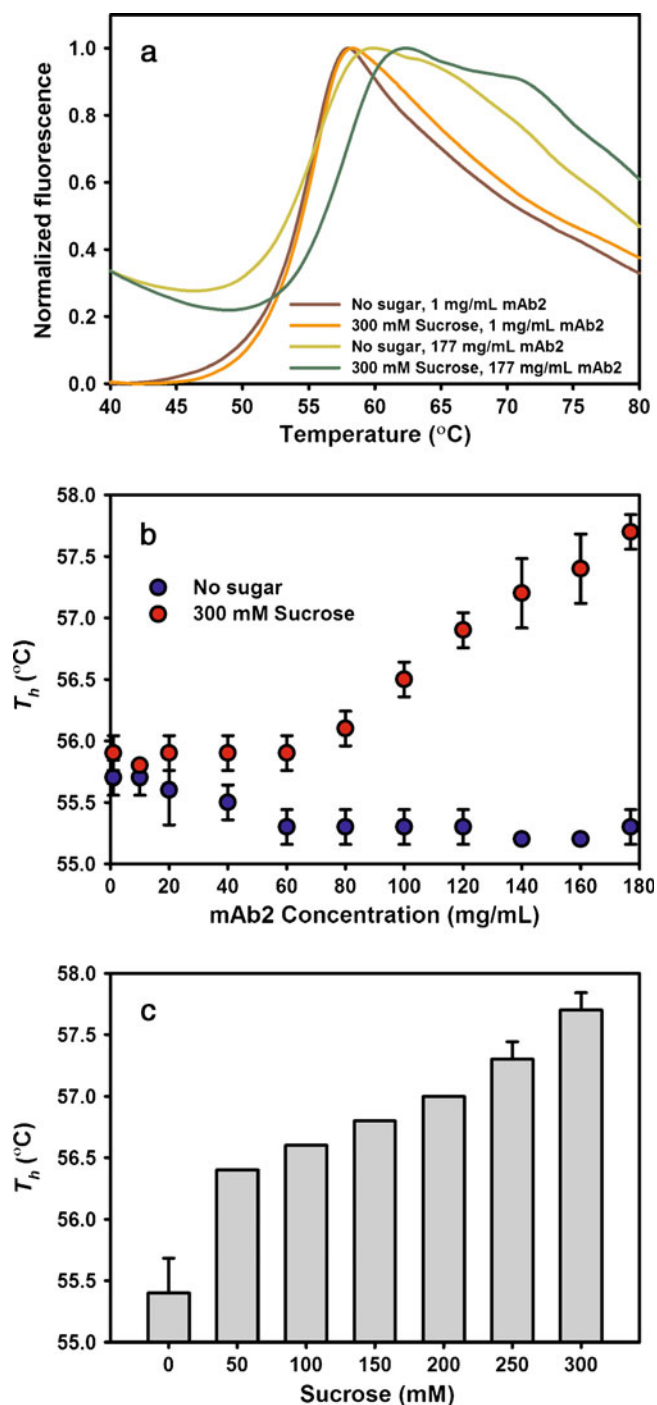 a
1.0
0.8
0.6
0.4
0.2
0.0
Normalized fluorescence
No sugar, 1 mg/mL mAb2
300 mM Sucrose, 1 mg/mL mAb2
No sugar, 177 mg/mL mAb2
300 mM Sucrose, 177 mg/mL mAb2
40 45 50 55 60 65 70 75 80
Temperature (°C)
b
58.0
57.5
57.0
56.5
56.0
55.5
55.0
T_h (°C)
No sugar
300 mM Sucrose
0 20 40 60 80 100 120 140 160 180
mAb2 Concentration (mg/mL)
c
58.0
57.5
57.0
56.5
56.0
55.5
55.0
T_h (°C)
0 50 100 150 200 250 300
Sucrose (mM)